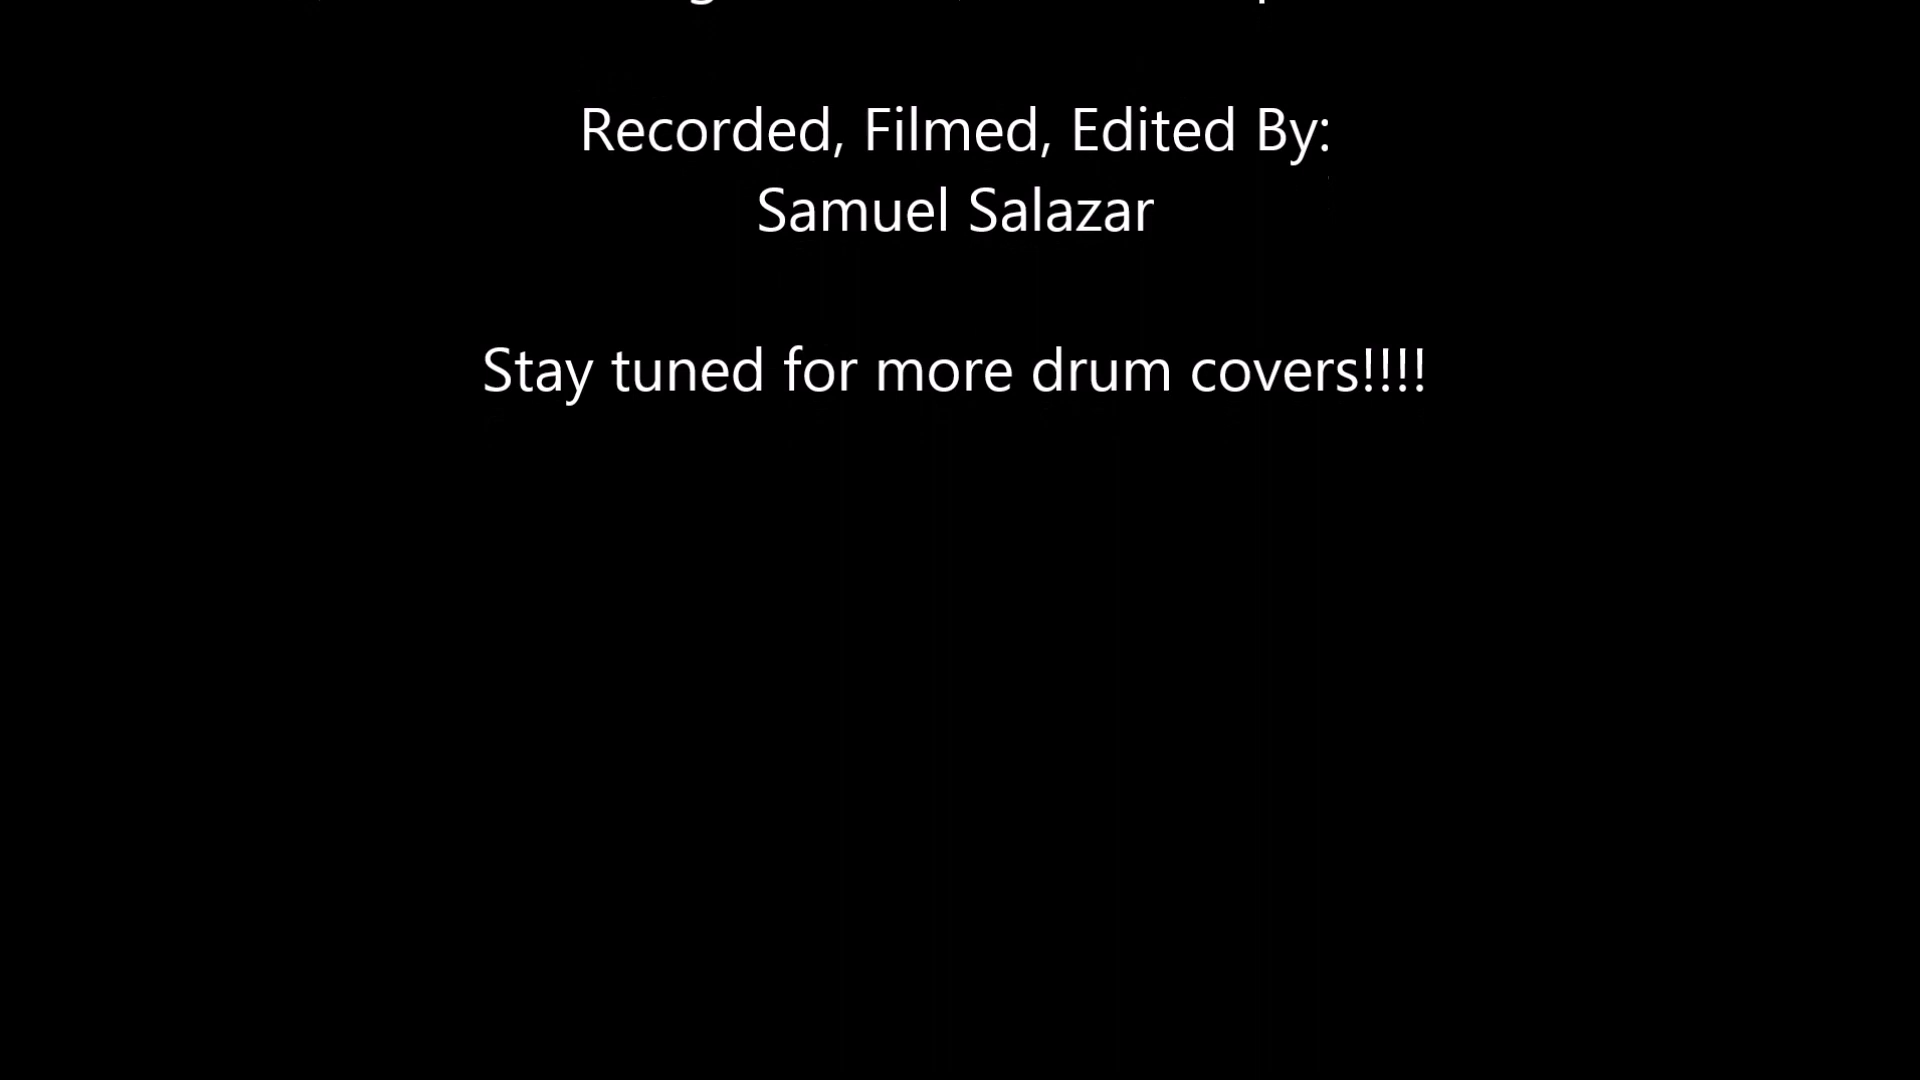 Recorded, Filmed, Edited By:
Samuel Salazar
Stay tuned for more drum covers!!!!